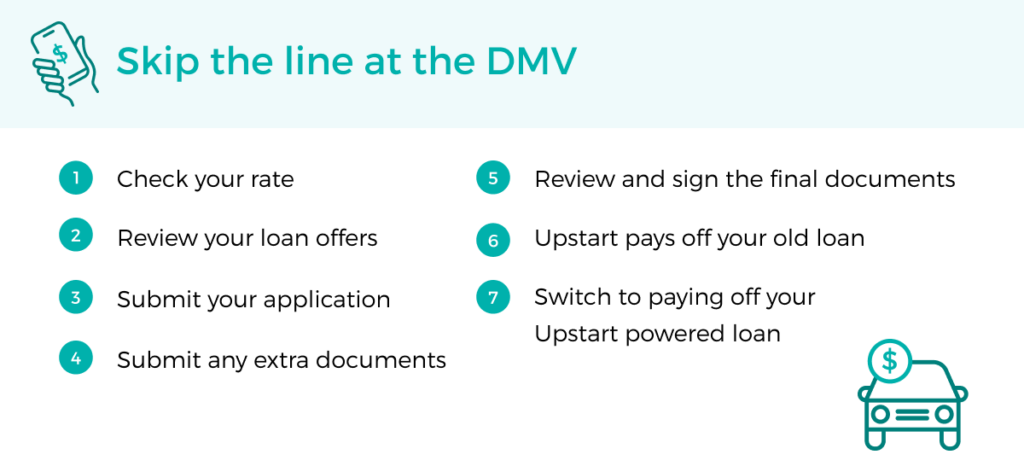 $
Skip the line at the DMV
1 Check your rate
2 Review your loan offers
3 Submit your application
4 Submit any extra documents
5 Review and sign the final documents
6 Upstart pays off your old loan
7 Switch to paying off your
Upstart powered loan
$